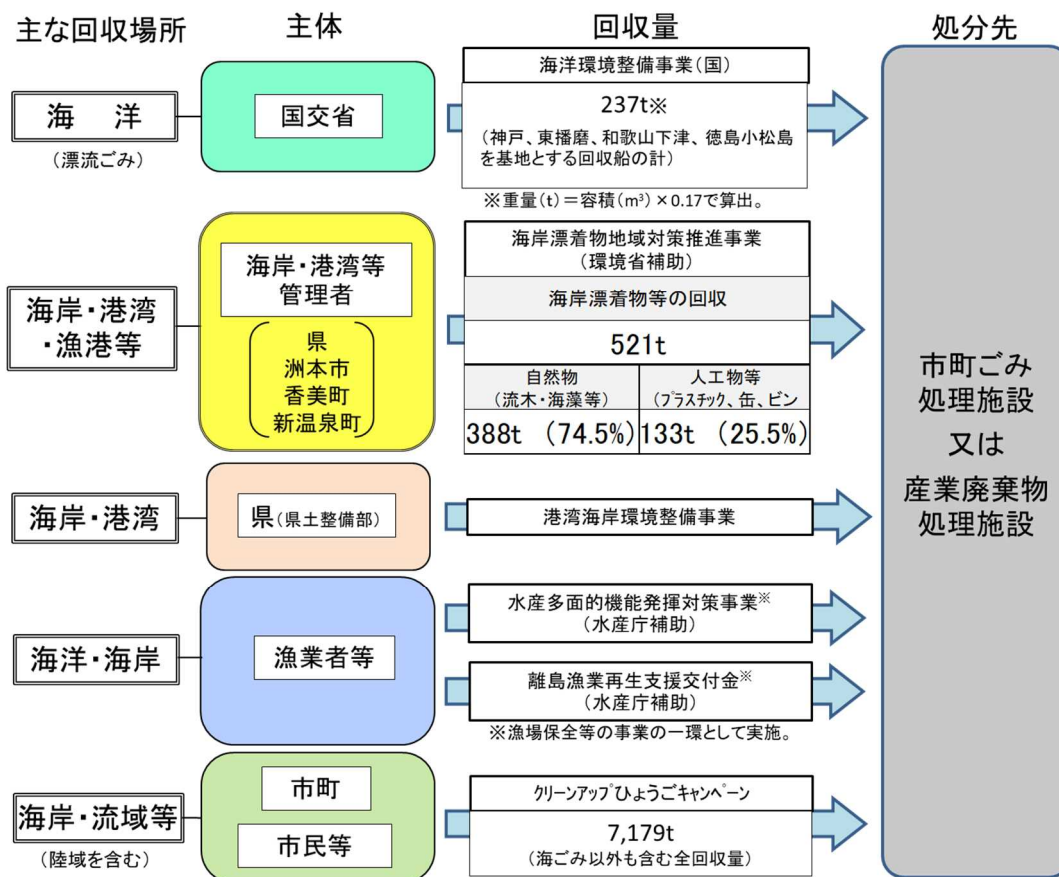 主な回収場所
主体
回収量
処分先
海　洋
(漂流ごみ)
国交省
海洋環境整備事業(国)
237t※
(神戸、東播磨、和歌山下津、徳島小松島
を基地とする回収船の計)
※重量(t)＝容積(m³)×0.17で算出。
海岸・港湾
・漁港等
海岸・港湾等
管理者
県
洲本市
香美町
新温泉町
海岸漂着物地域対策推進事業
(環境省補助)
海岸漂着物等の回収
521t
自然物
(流木・海藻等)
人工物等
(プラスチック、缶、ビン
388t (74.5%)
133t (25.5%)
海岸・港湾
県(県土整備部)
港湾海岸環境整備事業
海洋・海岸
漁業者等
水産多面的機能発揮対策事業※
(水産庁補助)
離島漁業再生支援交付金※
(水産庁補助)
※漁場保全等の事業の一環として実施。
海岸・流域等
(陸域を含む)
市町
市民等
クリーンアップひょうごキャンペーン
7,179t
(海ごみ以外も含む全回収量)
市町ごみ
処理施設
又は
産業廃棄物
処理施設